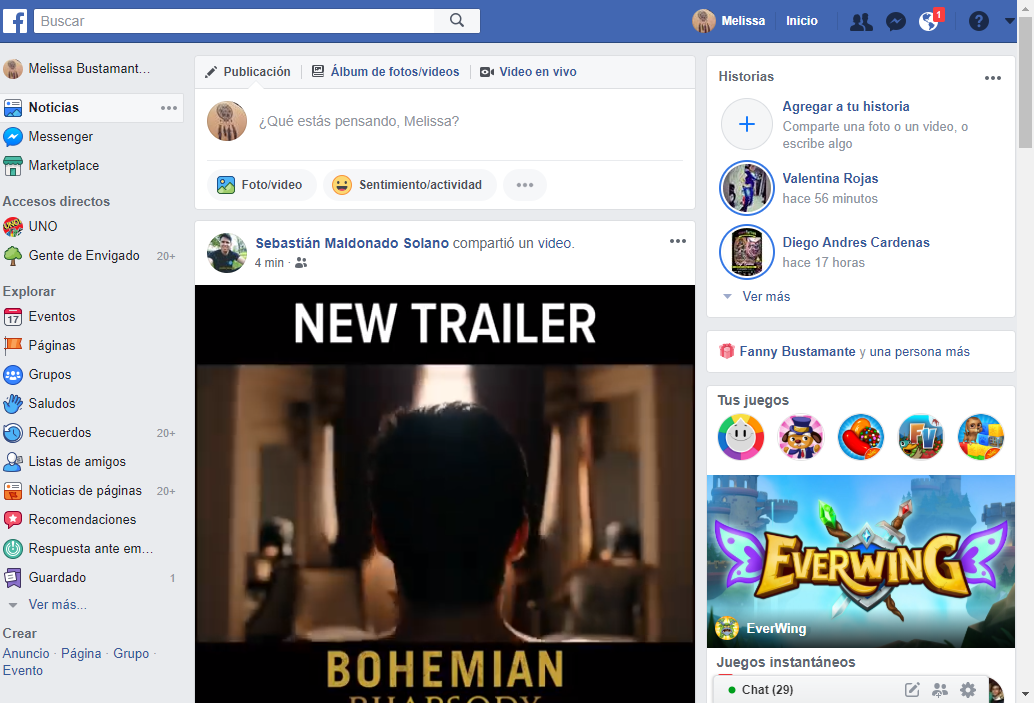 f
Buscar
Melissa
Inicio
1
?
Melissa Bustamant...
Noticias
Messenger
Marketplace
Accesos directos
UNO
Gente de Envigado 20+
Explorar
17 Eventos
Páginas
Grupos
Saludos
Recuerdos 20+
Listas de amigos
Noticias de páginas 20+
Recomendaciones
Respuesta ante em...
Guardado 1
Ver más...
Crear
Anuncio · Página · Grupo ·
Evento
Publicación
Álbum de fotos/videos
Video en vivo
¿Qué estás pensando, Melissa?
Foto/video
Sentimiento/actividad
Sebastián Maldonado Solano compartió un video.
4 min ·
NEW TRAILER
BOHEMIAN
RHAPSODY
Historias
Agregar a tu historia
Comparte una foto o un video, o
escribe algo
Valentina Rojas
hace 56 minutos
Diego Andres Cardenas
hace 17 horas
Ver más
Fanny Bustamante y una persona más
Tus juegos
FV
EVERWING
EverWing
Juegos instantáneos
Chat (29)